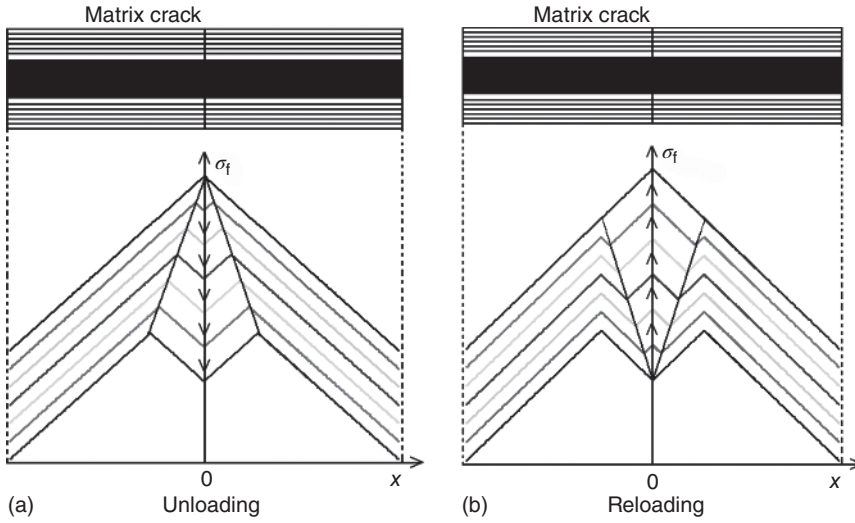 Matrix crack
σf
0
x
(a)
Unloading
Matrix crack
σf
0
x
(b)
Reloading